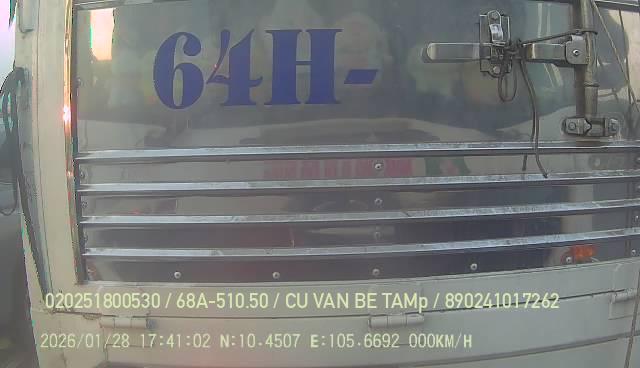 64H-
020251800530 / 68A-510.50 / CU VAN BE TAMp / 890241017262
2026/01/28 17:41:02 N:10.4507 E:105.6692 000KM/H